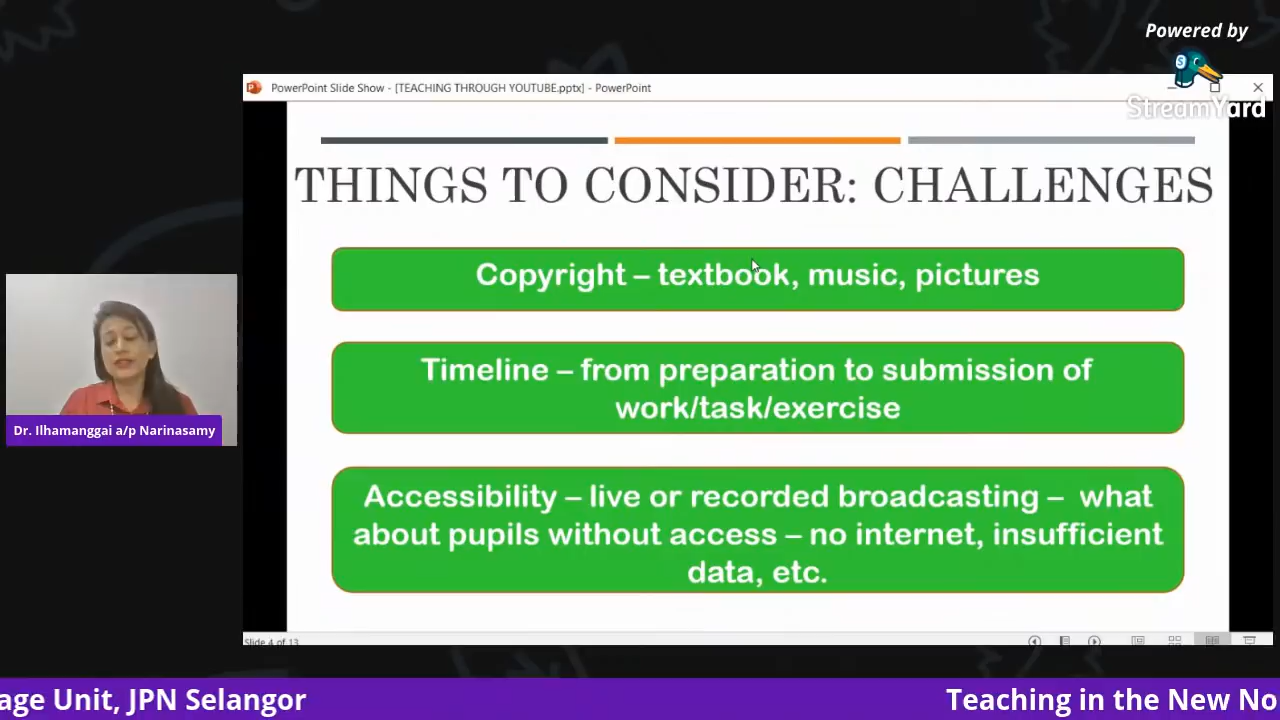 Powered by
StreamYard
PowerPoint Slide Show - [TEACHING THROUGH YOUTUBE.pptx] - PowerPoint
THINGS TO CONSIDER: CHALLENGES
Copyright – textbook, music, pictures
Timeline – from preparation to submission of
work/task/exercise
Accessibility – live or recorded broadcasting – what
about pupils without access – no internet, insufficient
data, etc.
Dr. Ilhamanggai a/p Narinasamy
Slide 4 of 13
age Unit, JPN Selangor
Teaching in the New No